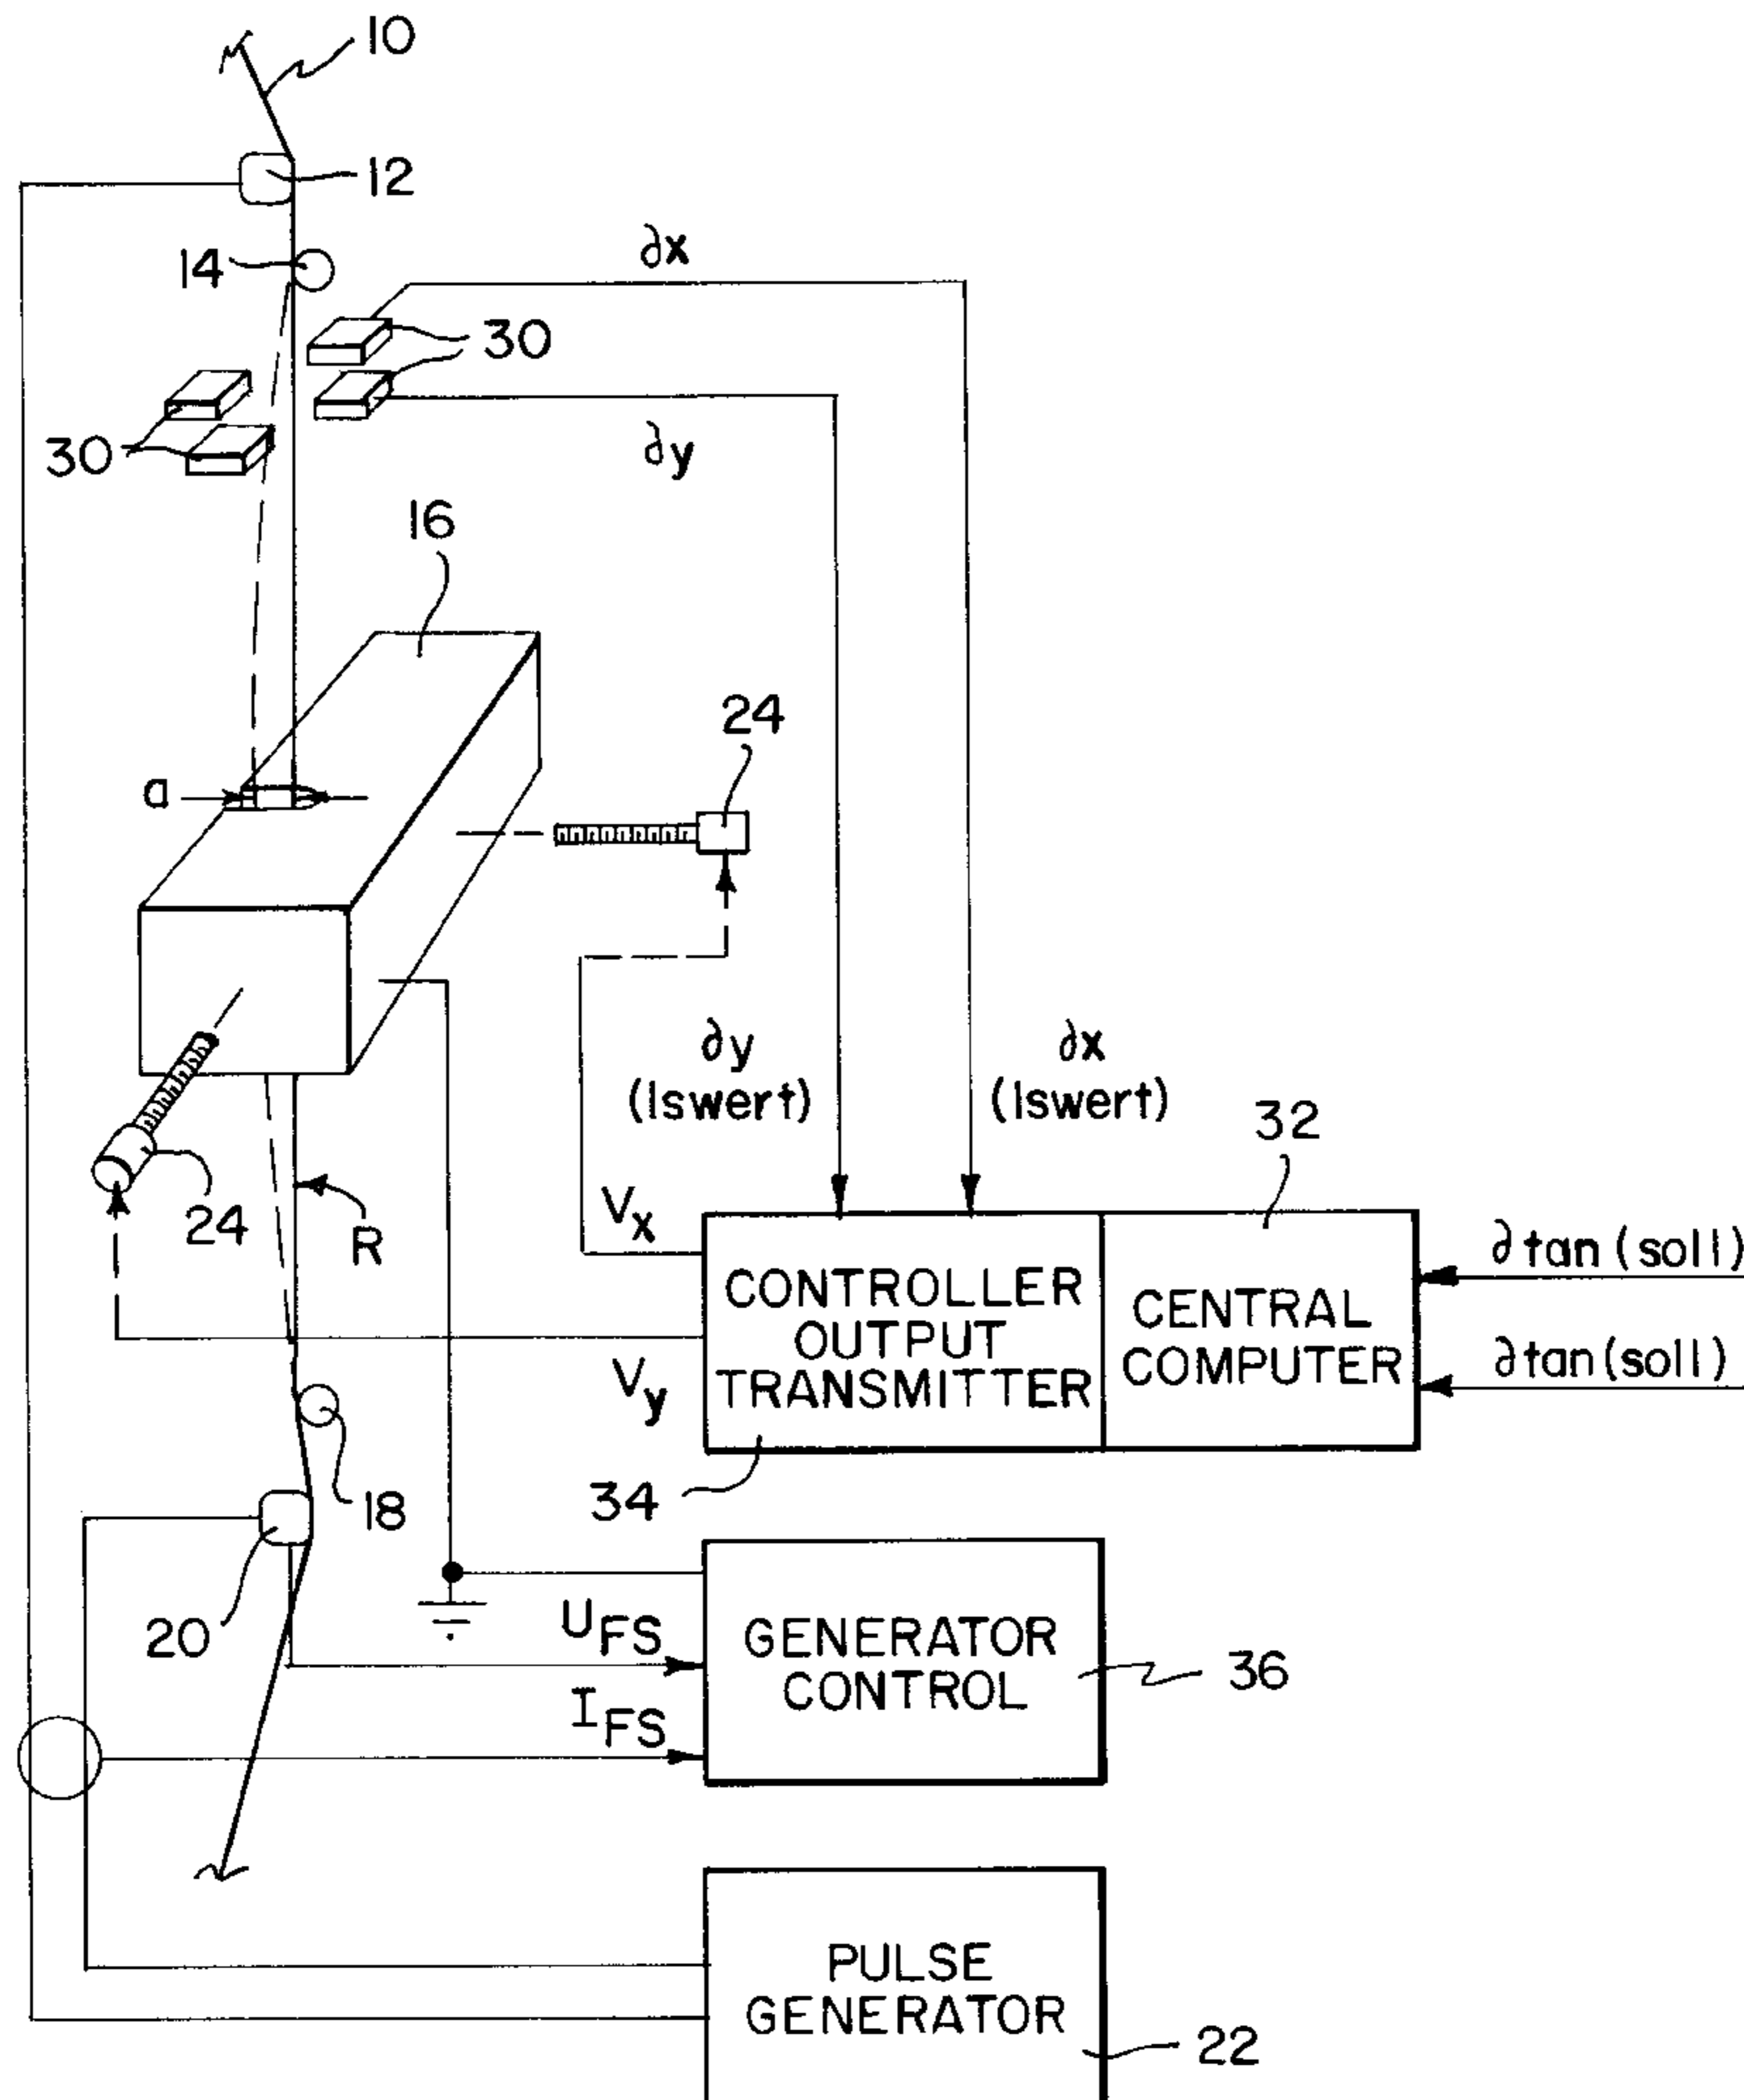 10
12
14
∂x
30
30
∂y
16
24
a
∂y
(Iswert)
∂x
(Iswert)
32
24
R
Vx
∂tan (soll)
CONTROLLER
OUTPUT
TRANSMITTER
CENTRAL
COMPUTER
∂tan (soll)
Vy
18
34
20
UFS
GENERATOR
CONTROL
36
IFS
PULSE
GENERATOR
22